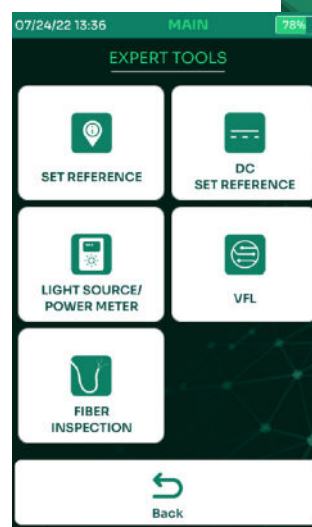 07/24/22 13:36 MAIN 78%
EXPERT TOOLS
SET REFERENCE
DC
SET REFERENCE
LIGHT SOURCE/
POWER METER
VFL
FIBER
INSPECTION
Back